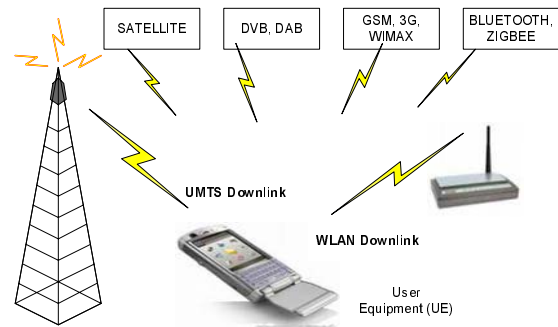 SATELLITE
DVB, DAB
GSM, 3G,
WIMAX
BLUETOOTH,
ZIGBEE
UMTS Downlink
WLAN Downlink
User
Equipment (UE)